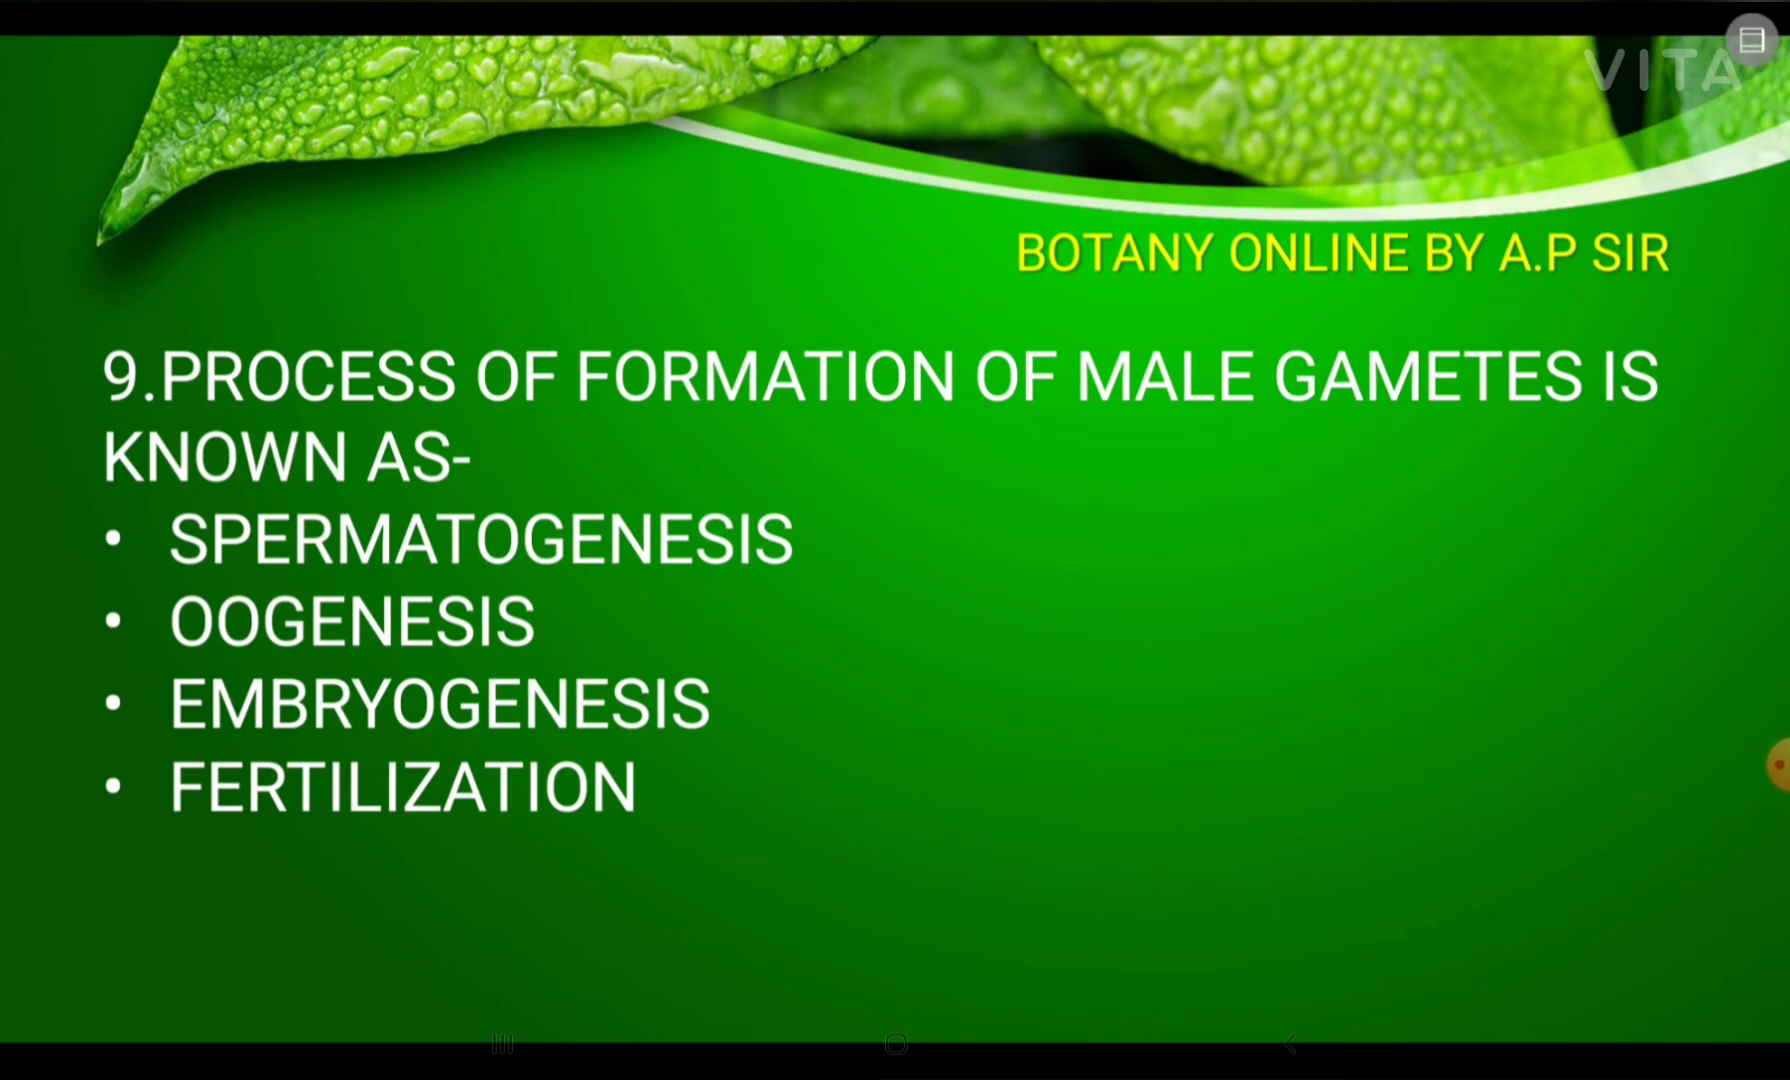 VITA
BOTANY ONLINE BY A.P SIR
9.PROCESS OF FORMATION OF MALE GAMETES IS
KNOWN AS-
• SPERMATOGENESIS
• OOGENESIS
• EMBRYOGENESIS
• FERTILIZATION